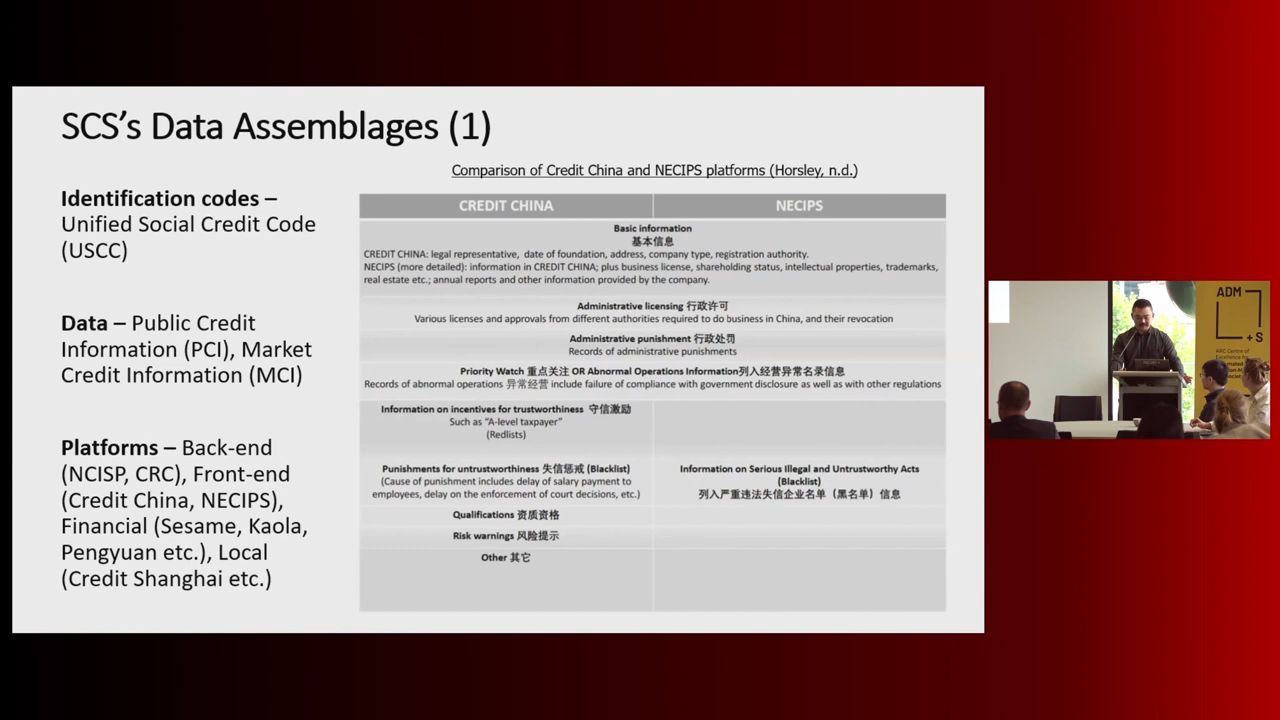 SCS's Data Assemblages (1)
Identification codes –
Unified Social Credit Code
(USCC)
Data – Public Credit
Information (PCI), Market
Credit Information (MCI)
Platforms – Back-end
(NCISP, CRC), Front-end
(Credit China, NECIPS),
Financial (Sesame, Kaola,
Pengyuan etc.), Local
(Credit Shanghai etc.)
Comparison of Credit China and NECIPS platforms (Horsley, n.d.)
CREDIT CHINA
NECIPS
Basic information
基本信息
CREDIT CHINA: legal representative, date of foundation, address, company type, registration authority.
NECIPS (more detailed): information in CREDIT CHINA; plus business license, shareholding status, intellectual properties, trademarks,
real estate etc.; annual reports and other information provided by the company.
Administrative licensing 行政许可
Various licenses and approvals from different authorities required to do business in China, and their revocation
Administrative punishment 行政处罚
Records of administrative punishments
Priority Watch 重点关注 OR Abnormal Operations Information列入经营异常名录信息
Records of abnormal operations 异常经营 include failure of compliance with government disclosure as well as with other regulations
Information on incentives for trustworthiness 守信激励
Such as "A-level taxpayer"
(Redlists)
Punishments for untrustworthiness 失信惩戒 (Blacklist)
(Cause of punishment includes delay of salary payment to
employees, delay on the enforcement of court decisions, etc.)
Information on Serious Illegal and Untrustworthy Acts
(Blacklist)
列入严重违法失信企业名单（黑名单）信息
Qualifications 资质资格
Risk warnings 风险提示
Other 其它
ADM
+S
ARC Centre of
Excellence for